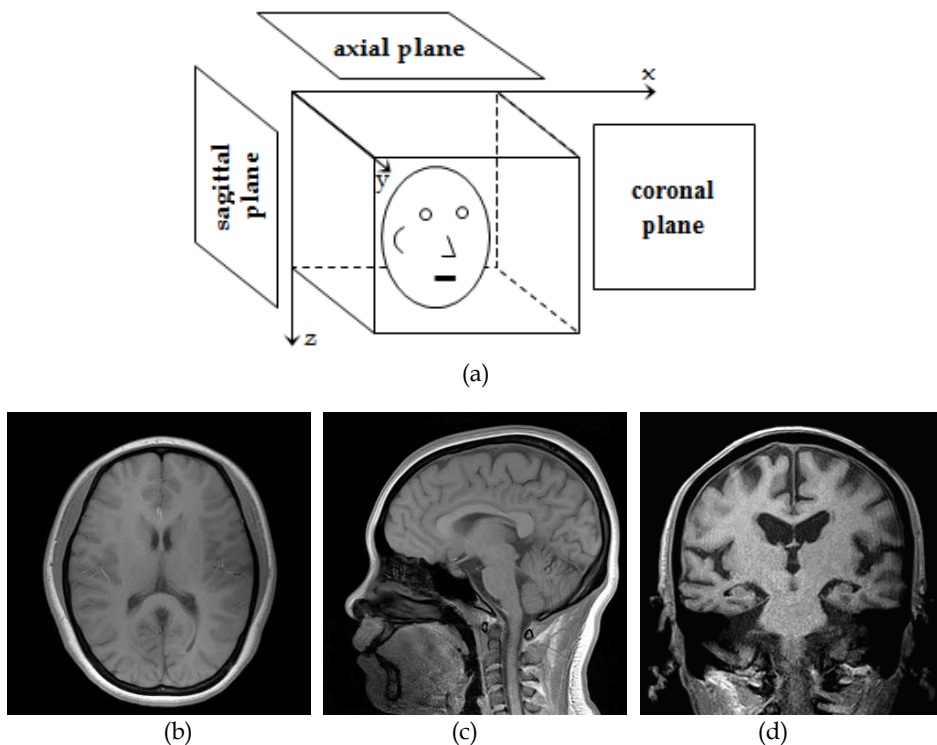 axial plane
x
sagittal
plane
y
coronal
plane
z
(a)
(b)
(c)
(d)